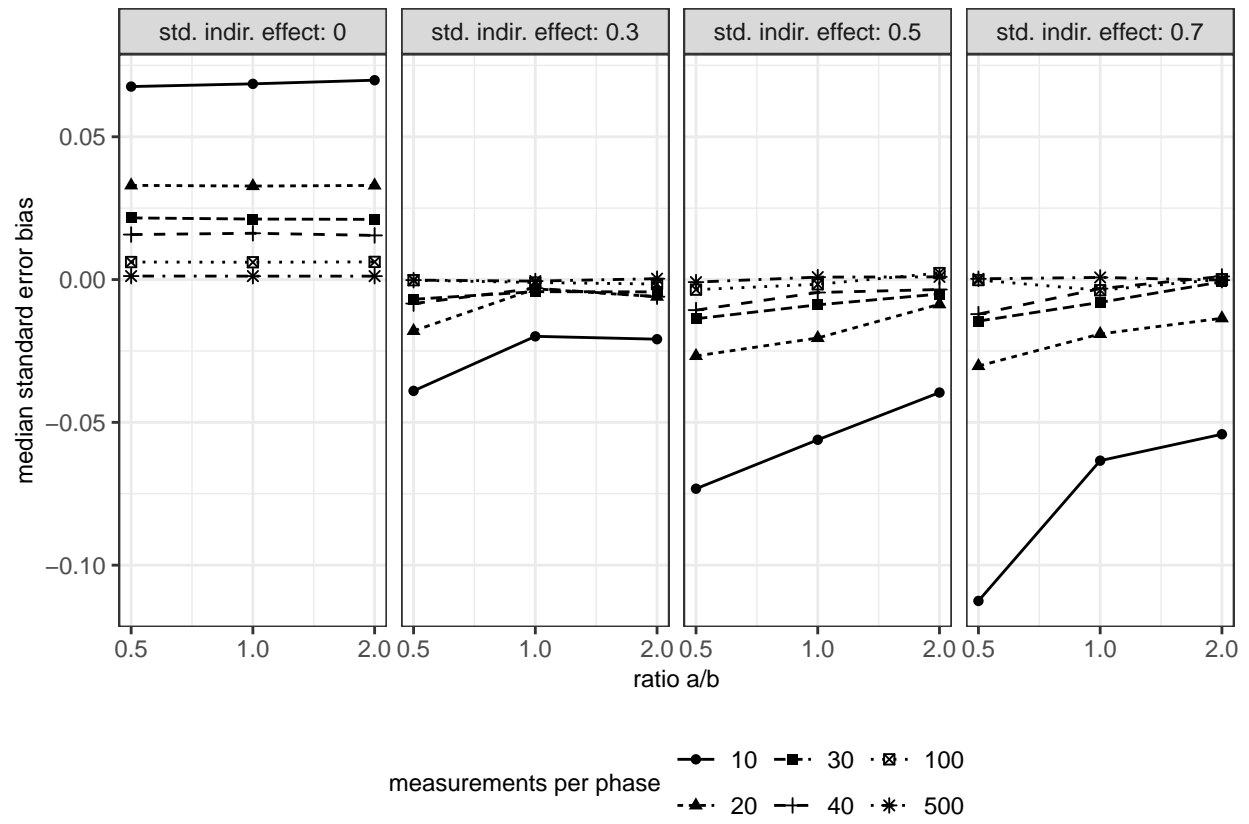 std. indir. effect: 0 std. indir. effect: 0.3 std. indir. effect: 0.5 std. indir. effect: 0.7
median standard error bias
0.05
0.00
−0.05
−0.10
0.5 1.0 2.0 0.5 1.0 2.0 0.5 1.0 2.0 0.5 1.0 2.0
ratio a/b
measurements per phase
10 30 100
20 40 500